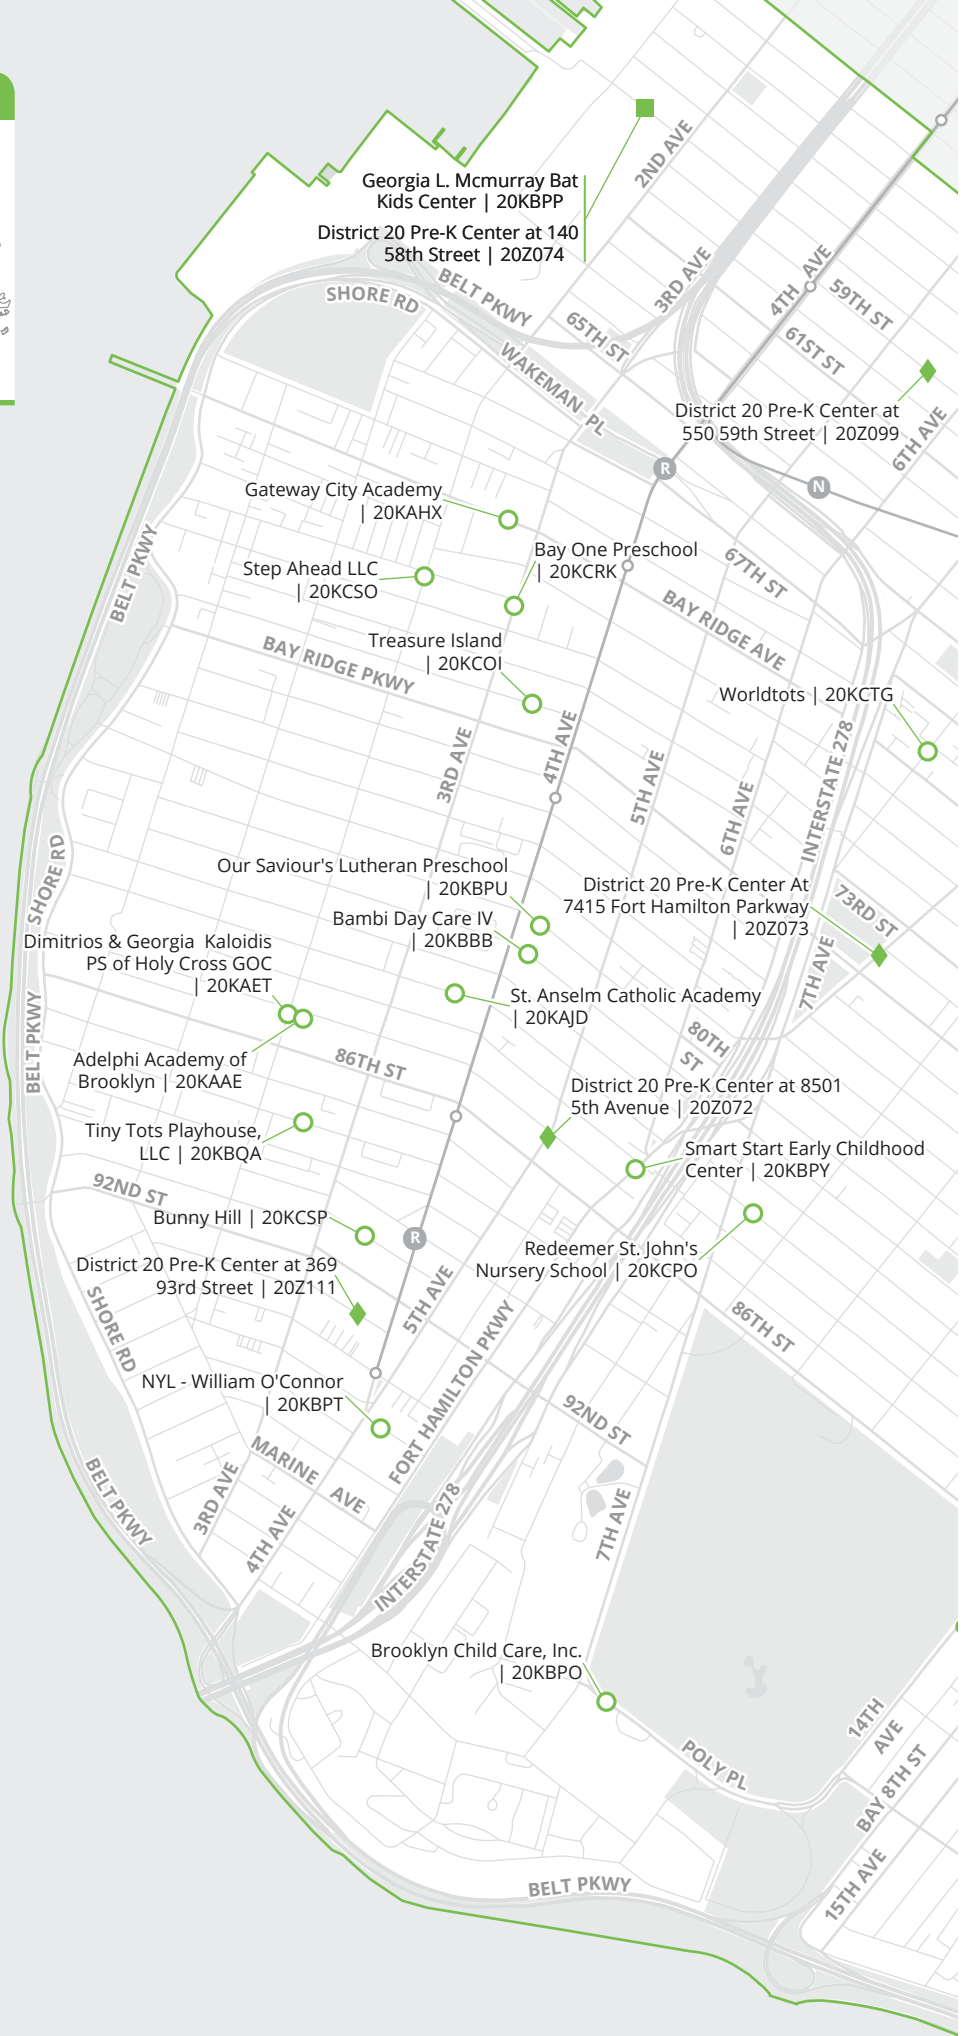 2ND AVE
Georgia L. Mcmurray Bat
Kids Center | 20KBPP
District 20 Pre-K Center at 140
58th Street | 20Z074
BELT PKWY
SHORE RD
3RD AVE
4TH AVE
59TH ST
65TH ST
61ST ST
WAKEMAN PL
District 20 Pre-K Center at
550 59th Street | 20Z099
6TH AVE
R
N
Gateway City Academy
| 20KAHX
BELT PKWY
Bay One Preschool
| 20KCRK
Step Ahead LLC
| 20KCSO
67TH ST
BAY RIDGE AVE
Treasure Island
| 20KCOI
BAY RIDGE PKWY
Worldtots | 20KCTG
3RD AVE
4TH AVE
5TH AVE
6TH AVE
INTERSTATE 278
SHORE RD
Our Saviour's Lutheran Preschool
| 20KBPU
District 20 Pre-K Center At
7415 Fort Hamilton Parkway
| 20Z073
73RD ST
Bambi Day Care IV
| 20KBBB
Dimitrios & Georgia Kaloidis
PS of Holy Cross GOC
| 20KAET
7TH AVE
St. Anselm Catholic Academy
| 20KAJD
BELT PKWY
80TH
ST
Adelphi Academy of
Brooklyn | 20KAAE
86TH ST
District 20 Pre-K Center at 8501
5th Avenue | 20Z072
Tiny Tots Playhouse,
LLC | 20KBQA
Smart Start Early Childhood
Center | 20KBPY
92ND ST
Bunny Hill | 20KCSP
R
Redeemer St. John's
Nursery School | 20KCPO
District 20 Pre-K Center at 369
93rd Street | 20Z111
5TH AVE
SHORE RD
86TH ST
FORT HAMILTON PKWY
NYL - William O'Connor
| 20KBPT
92ND ST
MARINE AVE
BELT PKWY
3RD AVE
4TH AVE
INTERSTATE 278
7TH AVE
Brooklyn Child Care, Inc.
| 20KBPO
14TH
AVE
POLY PL
BAY 8TH ST
15TH AVE
BELT PKWY